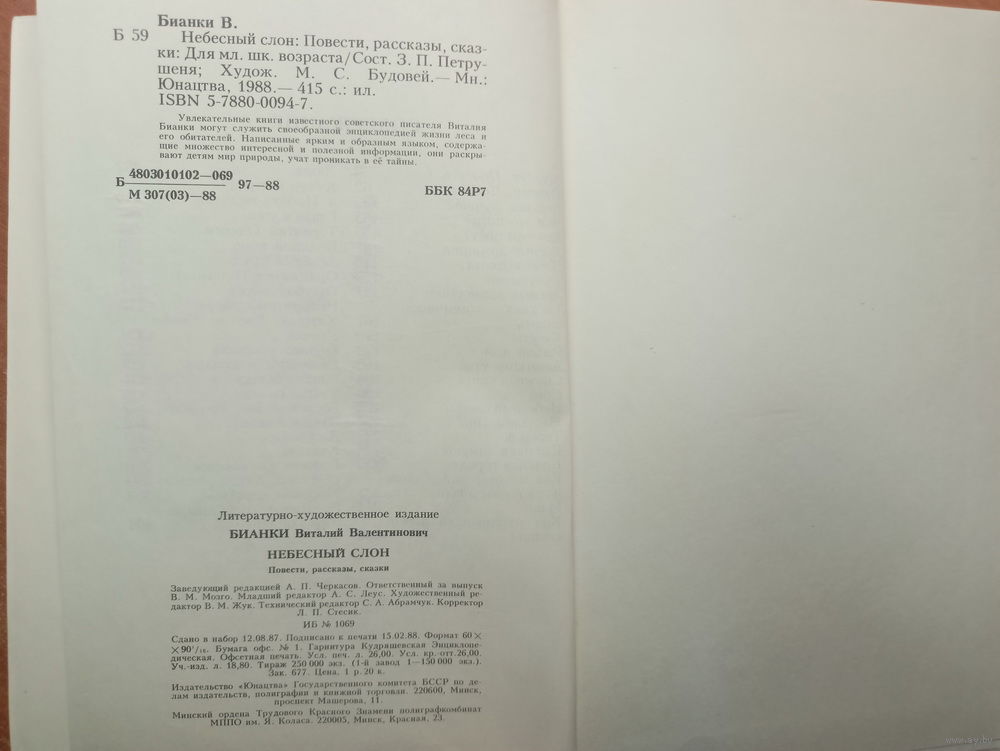 Бианки В.
Б 59 Небесный слон: Повести, рассказы, сказ-
ки: Для мл. шк. возраста/Сост. З. П. Петру-
шеня; Худож. М. С. Будовей.— Мн.:
Юнацтва, 1988.— 415 с.: ил.
ISBN 5-7880-0094-7.
Увлекательные книги известного советского писателя Виталия
Бианки могут служить своеобразной энциклопедией жизни леса и
его обитателей. Написанные ярким и образным языком, содержа-
щие множество интересной и полезной информации, они раскры-
вают детям мир природы, учат проникать в её тайны.
Б 4803010102—069 97—88
М 307(03)—88
ББК 84Р7
Литературно-художественное издание
БИАНКИ Виталий Валентинович
НЕБЕСНЫЙ СЛОН
Повести, рассказы, сказки
Заведующий редакцией А. П. Черкасов. Ответственный за выпуск
В. М. Мозго. Младший редактор А. С. Леус. Художественный ре-
дактор В. М. Жук. Технический редактор С. А. Абрамчук. Корректор
Л. П. Стесик.
ИБ № 1069
Сдано в набор 12.08.87. Подписано к печати 15.02.88. Формат 60×
×90¹/₁₆. Бумага офс. № 1. Гарнитура Кудряшевская Энциклопе-
дическая. Офсетная печать. Усл. печ. л. 26,00. Усл. кр.-отт.26,00.
Уч.-изд. л. 18,80. Тираж 250 000 экз. (1-й завод 1—150 000 экз.).
Зак. 677. Цена 1 р.20 к.
Издательство «Юнацтва» Государственного комитета БССР по де-
лам издательств, полиграфии и книжной торговли. 220600, Минск,
проспект Машерова, 11.
Минский ордена Трудового Красного Знамени полиграфкомбинат
МППО им. Я. Коласа. 220005, Минск, Красная, 23.
www.ay.by